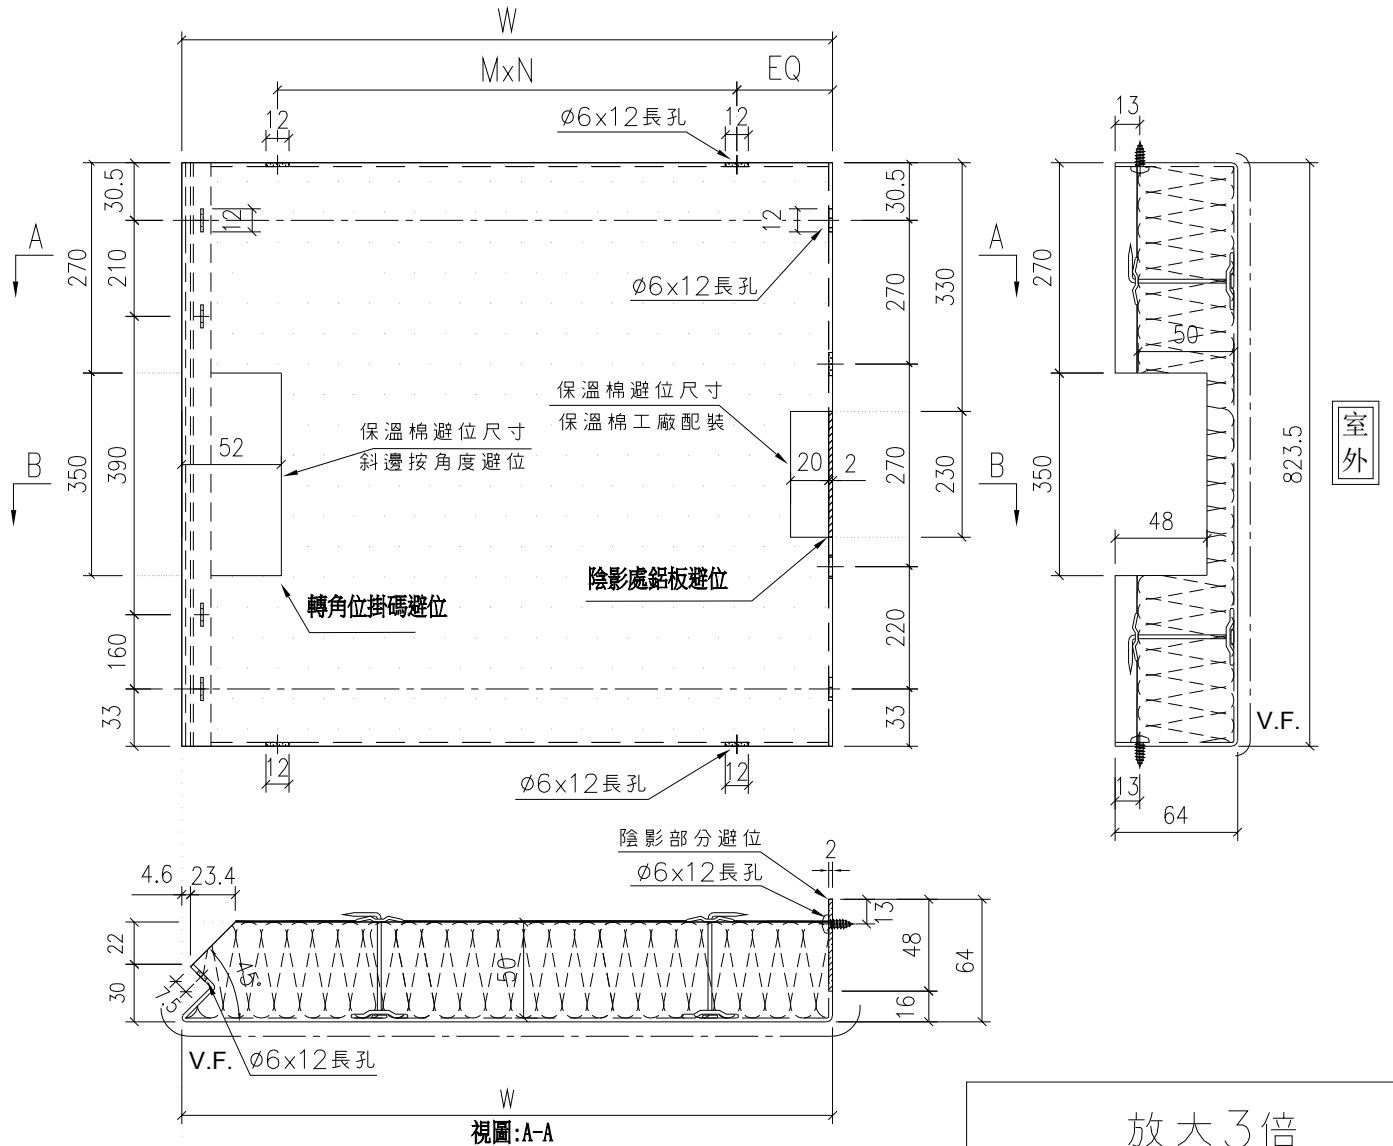 W
MxN
EQ
12
Ø6x12長孔
12
13
30.5
12
12
30.5
A
A
270
210
Ø6x12長孔
270
330
270
50
保溫棉避位尺寸
保溫棉工廠配裝
保溫棉避位尺寸
斜邊按角度避位
52
20
2
B
B
350
390
270
230
350
48
823.5
室外
轉角位掛碼避位
陰影處鋁板避位
160
220
33
33
V.F.
12
Ø6x12長孔
12
13
64
陰影部分避位
Ø6x12長孔
2
4.6
23.4
13
22
30
7.5
45°
50
48
64
16
V.F.
Ø6x12長孔
W
視圖:A-A
放大3倍